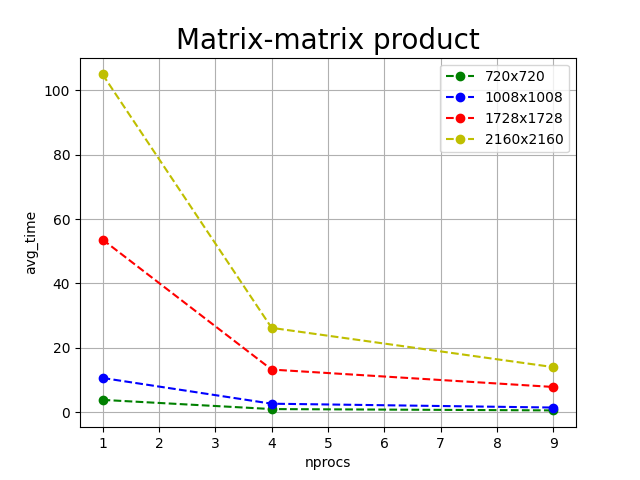 Matrix-matrix product
720x720
1008x1008
1728x1728
2160x2160
100
80
60
40
20
0
avg_time
1 2 3 4 5 6 7 8 9
nprocs